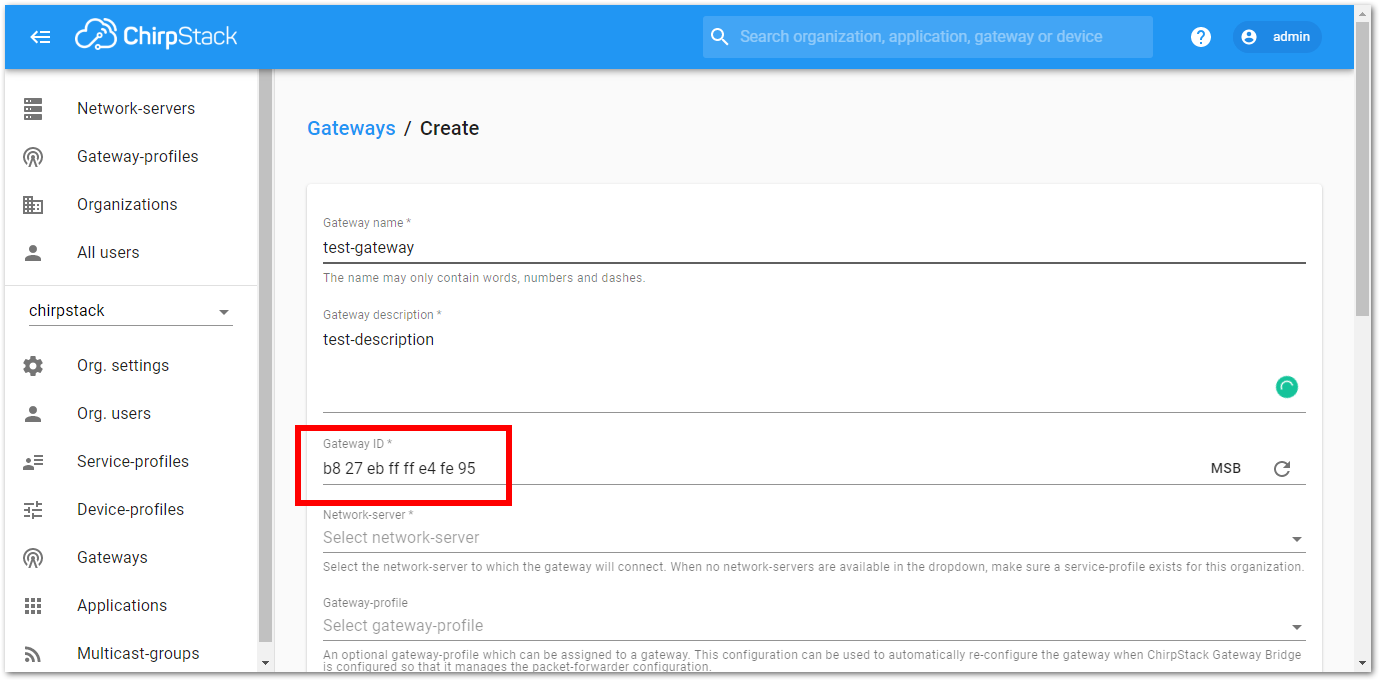 ChirpStack
Search organization, application, gateway or device
?
admin
Network-servers
Gateway-profiles
Organizations
All users
chirpstack
Org. settings
Org. users
Service-profiles
Device-profiles
Gateways
Applications
Multicast-groups
Gateways / Create
Gateway name *
test-gateway
The name may only contain words, numbers and dashes.
Gateway description *
test-description
Gateway ID *
b8 27 eb ff ff e4 fe 95 MSB
Network-server *
Select network-server
Select the network-server to which the gateway will connect. When no network-servers are available in the dropdown, make sure a service-profile exists for this organization.
Gateway-profile
Select gateway-profile
An optional gateway-profile which can be assigned to a gateway. This configuration can be used to automatically re-configure the gateway when ChirpStack Gateway Bridge
is configured so that it manages the packet-forwarder configuration.